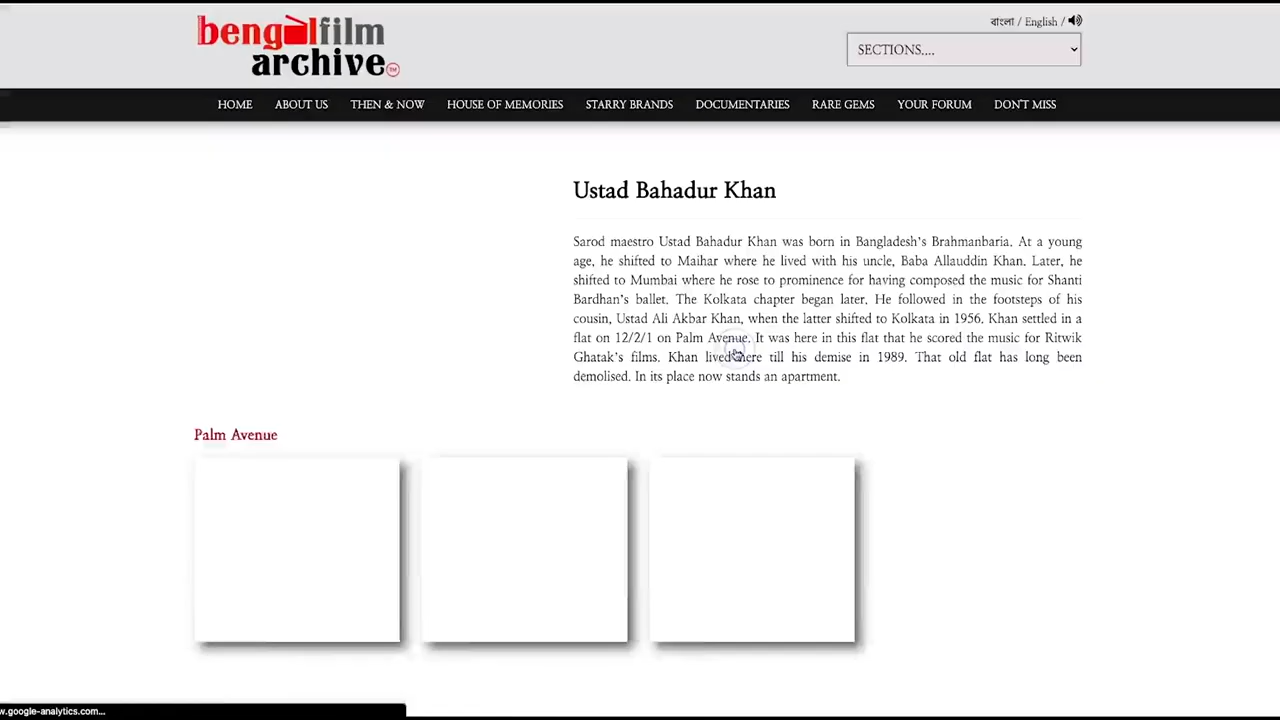 bengalfilm
archive™
বাংলা / English /
SECTIONS....
HOME ABOUT US THEN & NOW HOUSE OF MEMORIES STARRY BRANDS DOCUMENTARIES RARE GEMS YOUR FORUM DON'T MISS
Ustad Bahadur Khan
Sarod maestro Ustad Bahadur Khan was born in Bangladesh's Brahmanbaria. At a young
age, he shifted to Maihar where he lived with his uncle, Baba Allauddin Khan. Later, he
shifted to Mumbai where he rose to prominence for having composed the music for Shanti
Bardhan's ballet. The Kolkata chapter began later. He followed in the footsteps of his
cousin, Ustad Ali Akbar Khan, when the latter shifted to Kolkata in 1956. Khan settled in a
flat on 12/2/1 on Palm Avenue. It was here in this flat that he scored the music for Ritwik
Ghatak's films. Khan lived there till his demise in 1989. That old flat has long been
demolished. In its place now stands an apartment.
Palm Avenue
w.google-analytics.com...